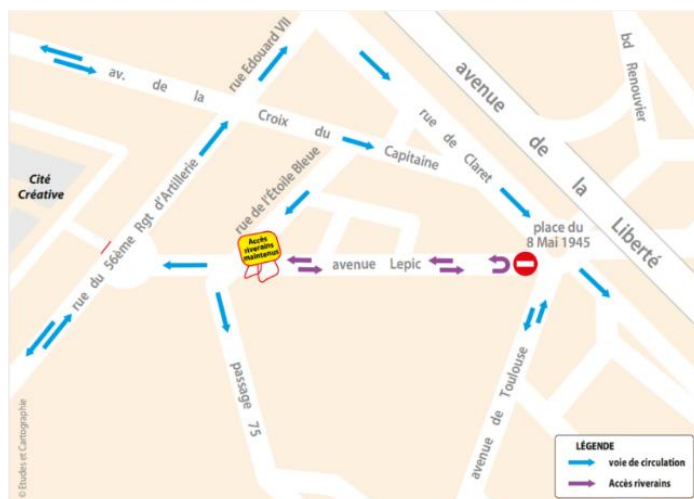 rue Edouard VII
av. de la Croix du Capitaine
avenue de la Liberté
bd Renouvier
rue de Claret
Cité
Créative
rue du 56ème Rgt d'Artillerie
rue de l'Étoile Bleue
Accès
riverains
maintenus
avenue Lepic
place du
8 Mai 1945
passage 75
avenue de Toulouse
© Etudes et Cartographie
LÉGENDE
voie de circulation
Accès riverains